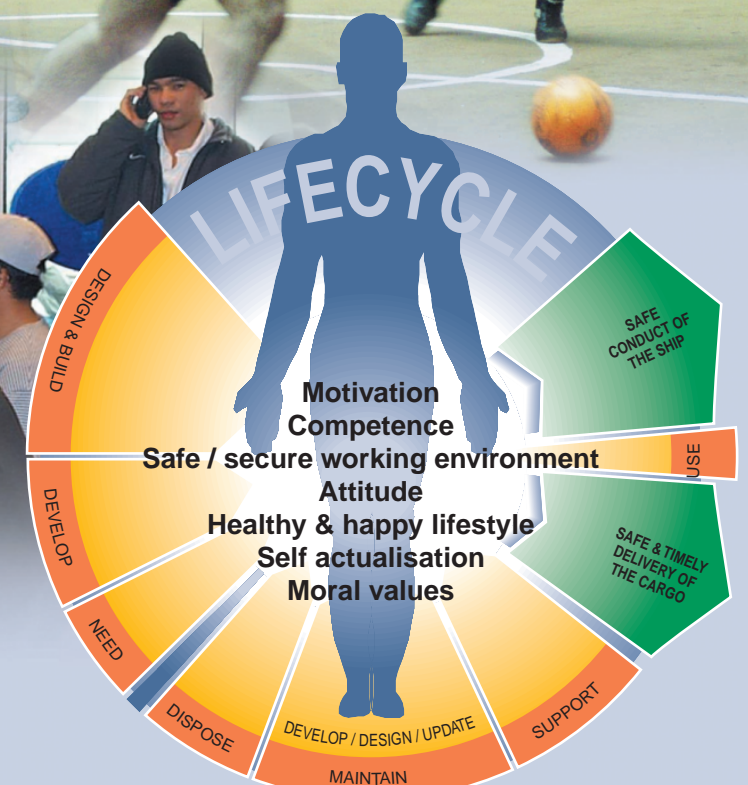 LIFECYCLE
DESIGN & BUILD
DEVELOP
NEED
DISPOSE
DEVELOP / DESIGN / UPDATE
MAINTAIN
SUPPORT
SAFE
CONDUCT OF
THE SHIP
USE
SAFE & TIMELY
DELIVERY OF
THE CARGO
Motivation
Competence
Safe / secure working environment
Attitude
Healthy & happy lifestyle
Self actualisation
Moral values